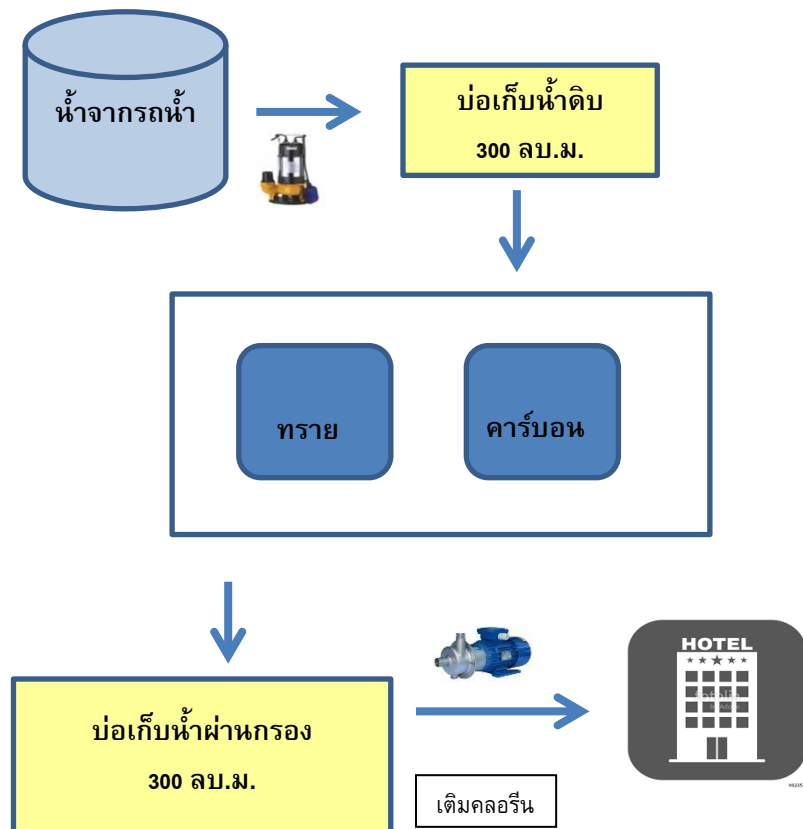 น้ำจากรถน้ำ
บ่อเก็บน้ำดิบ
300 ลบ.ม.
ทราย
คาร์บอน
บ่อเก็บน้ำผ่านกรอง
300 ลบ.ม.
เติมคลอรีน
HOTEL